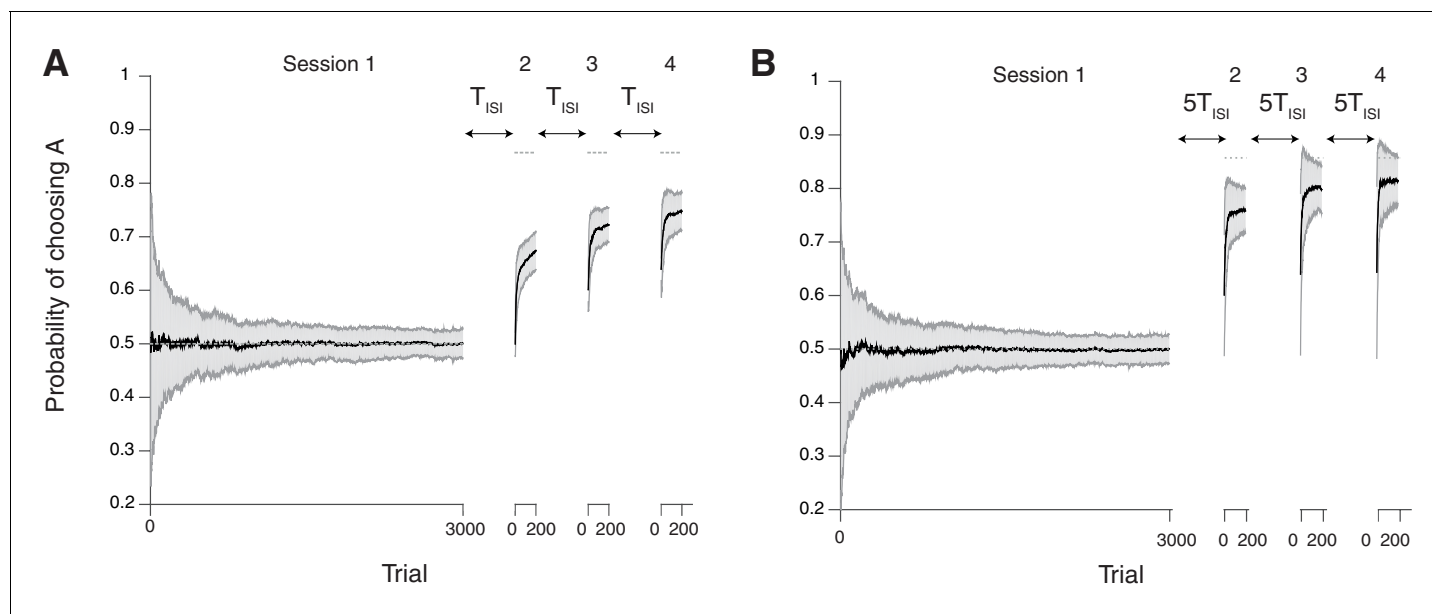 A
Session 1 2 3 4
T_ISI T_ISI T_ISI
1
0.9
0.8
0.7
0.6
0.5
0.4
0.3
0.2
Probability of choosing A
0 3000 0 200 0 200 0 200
Trial
B
Session 1 2 3 4
5T_ISI 5T_ISI 5T_ISI
1
0.9
0.8
0.7
0.6
0.5
0.4
0.3
0.2
0 3000 0 200 0 200 0 200
Trial